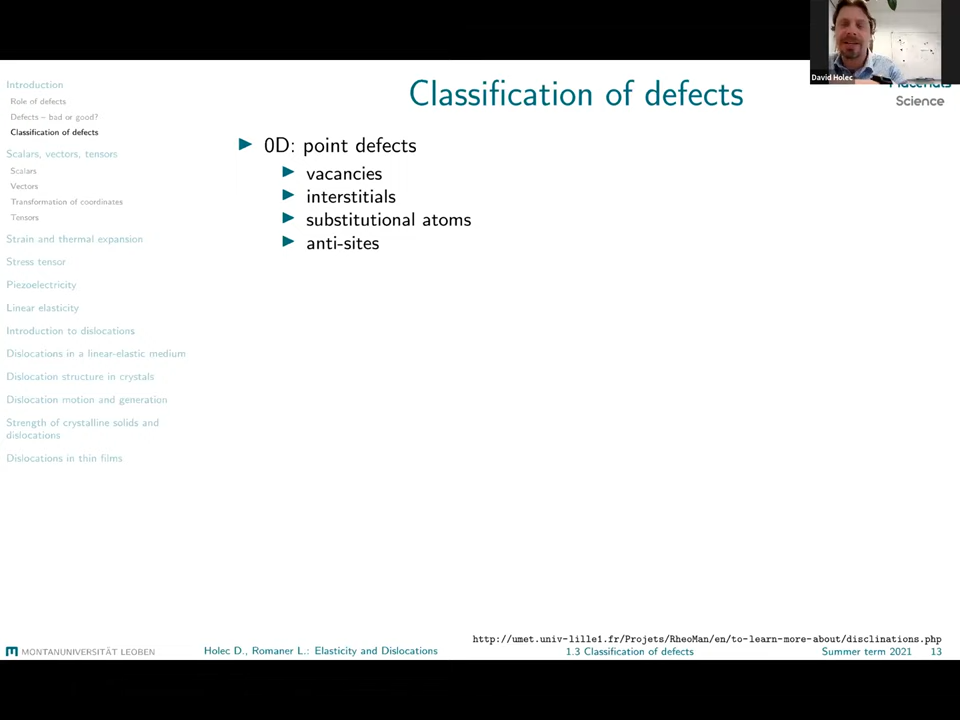 David Holec
Materials
Science
Introduction
Role of defects
Defects – bad or good?
Classification of defects
Scalars, vectors, tensors
Scalars
Vectors
Transformation of coordinates
Tensors
Strain and thermal expansion
Stress tensor
Piezoelectricity
Linear elasticity
Introduction to dislocations
Dislocations in a linear-elastic medium
Dislocation structure in crystals
Dislocation motion and generation
Strength of crystalline solids and
dislocations
Dislocations in thin films
Classification of defects
0D: point defects
vacancies
interstitials
substitutional atoms
anti-sites
http://umet.univ-lille1.fr/Projets/RheoMan/en/to-learn-more-about/disclinations.php
MONTANUNIVERSITÄT LEOBEN
Holec D., Romaner L.: Elasticity and Dislocations
1.3 Classification of defects
Summer term 2021 13